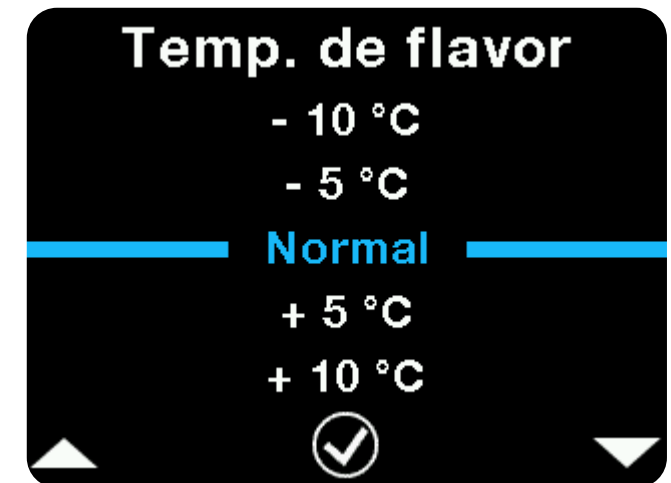 Temp. de flavor
- 10 °C
- 5 °C
Normal
+ 5 °C
+ 10 °C